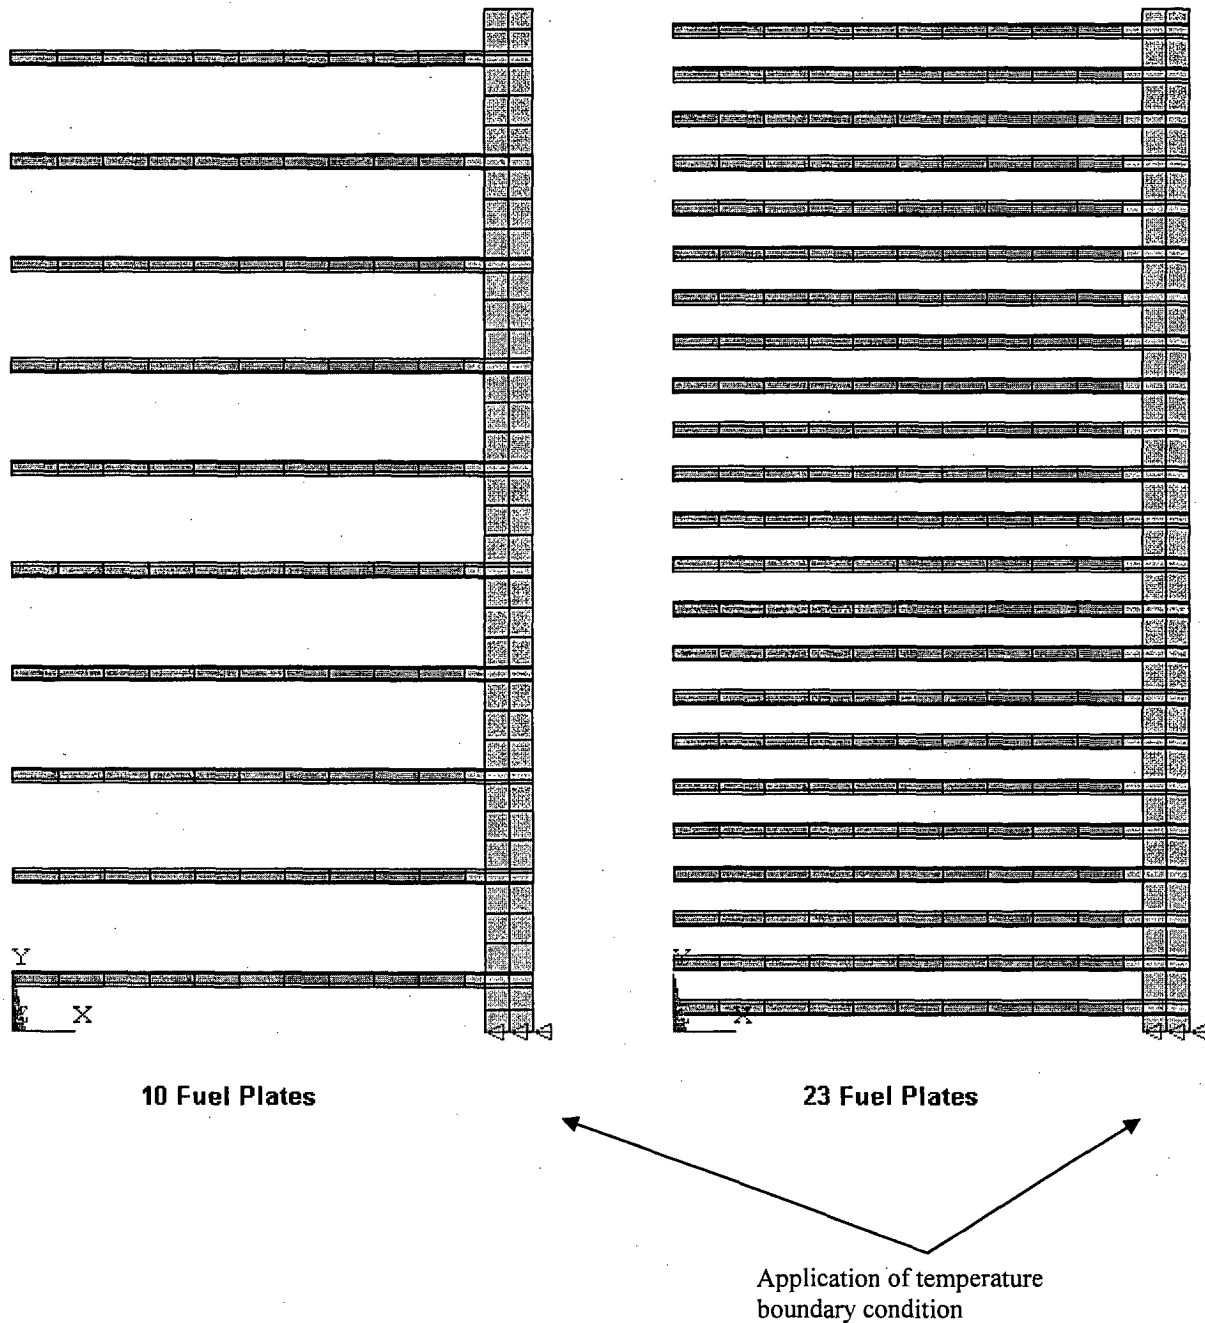 Y
X
Y
X
10 Fuel Plates
23 Fuel Plates
Application of temperature
boundary condition